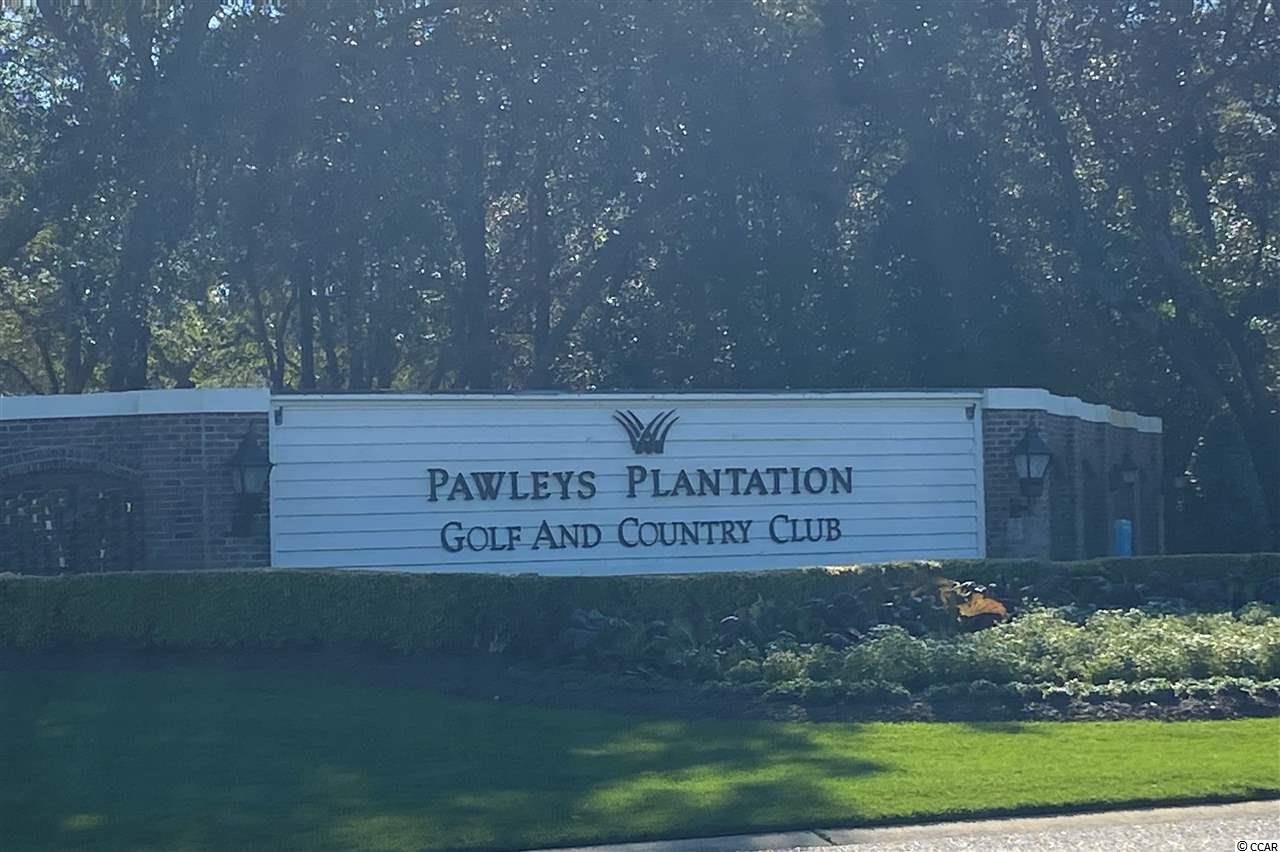 PAWLEYS PLANTATION
GOLF AND COUNTRY CLUB
© CCAR